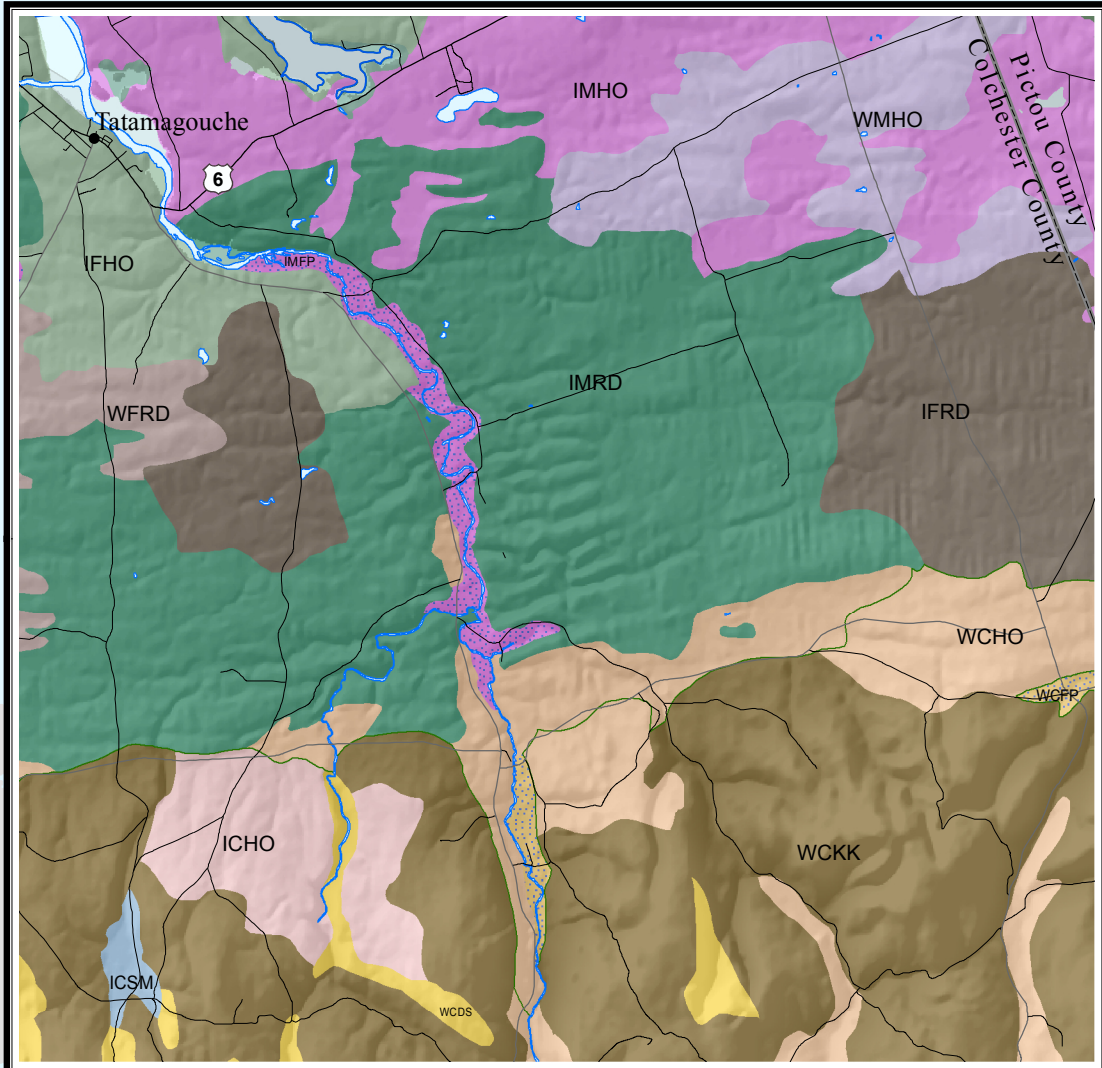 IMHO
Pictou County
Colchester County
WMHO
Tatamagouche
6
IFHO
IMFP
IMRD
WFRD
IFRD
WCHO
WCFP
ICHO
WCKK
ICSM
WCDS